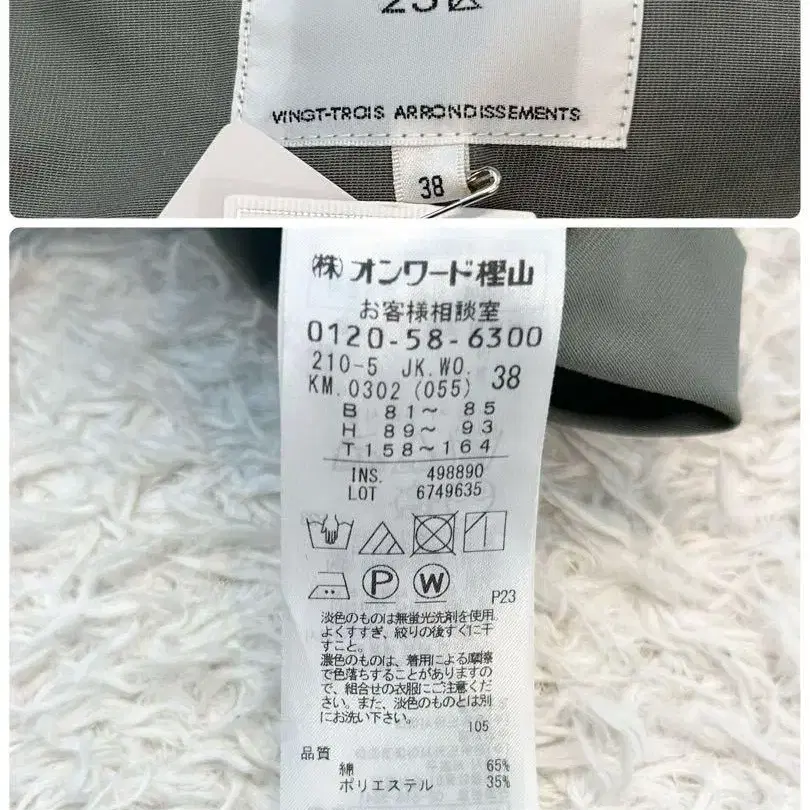 23区
VINGT-TROIS ARRONDISSEMENTS
38
㈱オンワード樫山
お客様相談室
0120-58-6300
210-5 JK.WO.
KM.0302 (055) 38
B 81～ 85
H 89～ 93
T 158～164
INS. 498890
LOT 6749635
P W
P23
淡色のものは無蛍光洗剤を使用。
よくすすぎ、絞りの後すぐに干
すこと。
濃色のものは、着用による摩擦
で色落ちすることがありますの
で、組合せの衣服にご注意くだ
さい。また、淡色のものとは別
にお洗い下さい。
105
品質
綿 65%
ポリエステル 35%